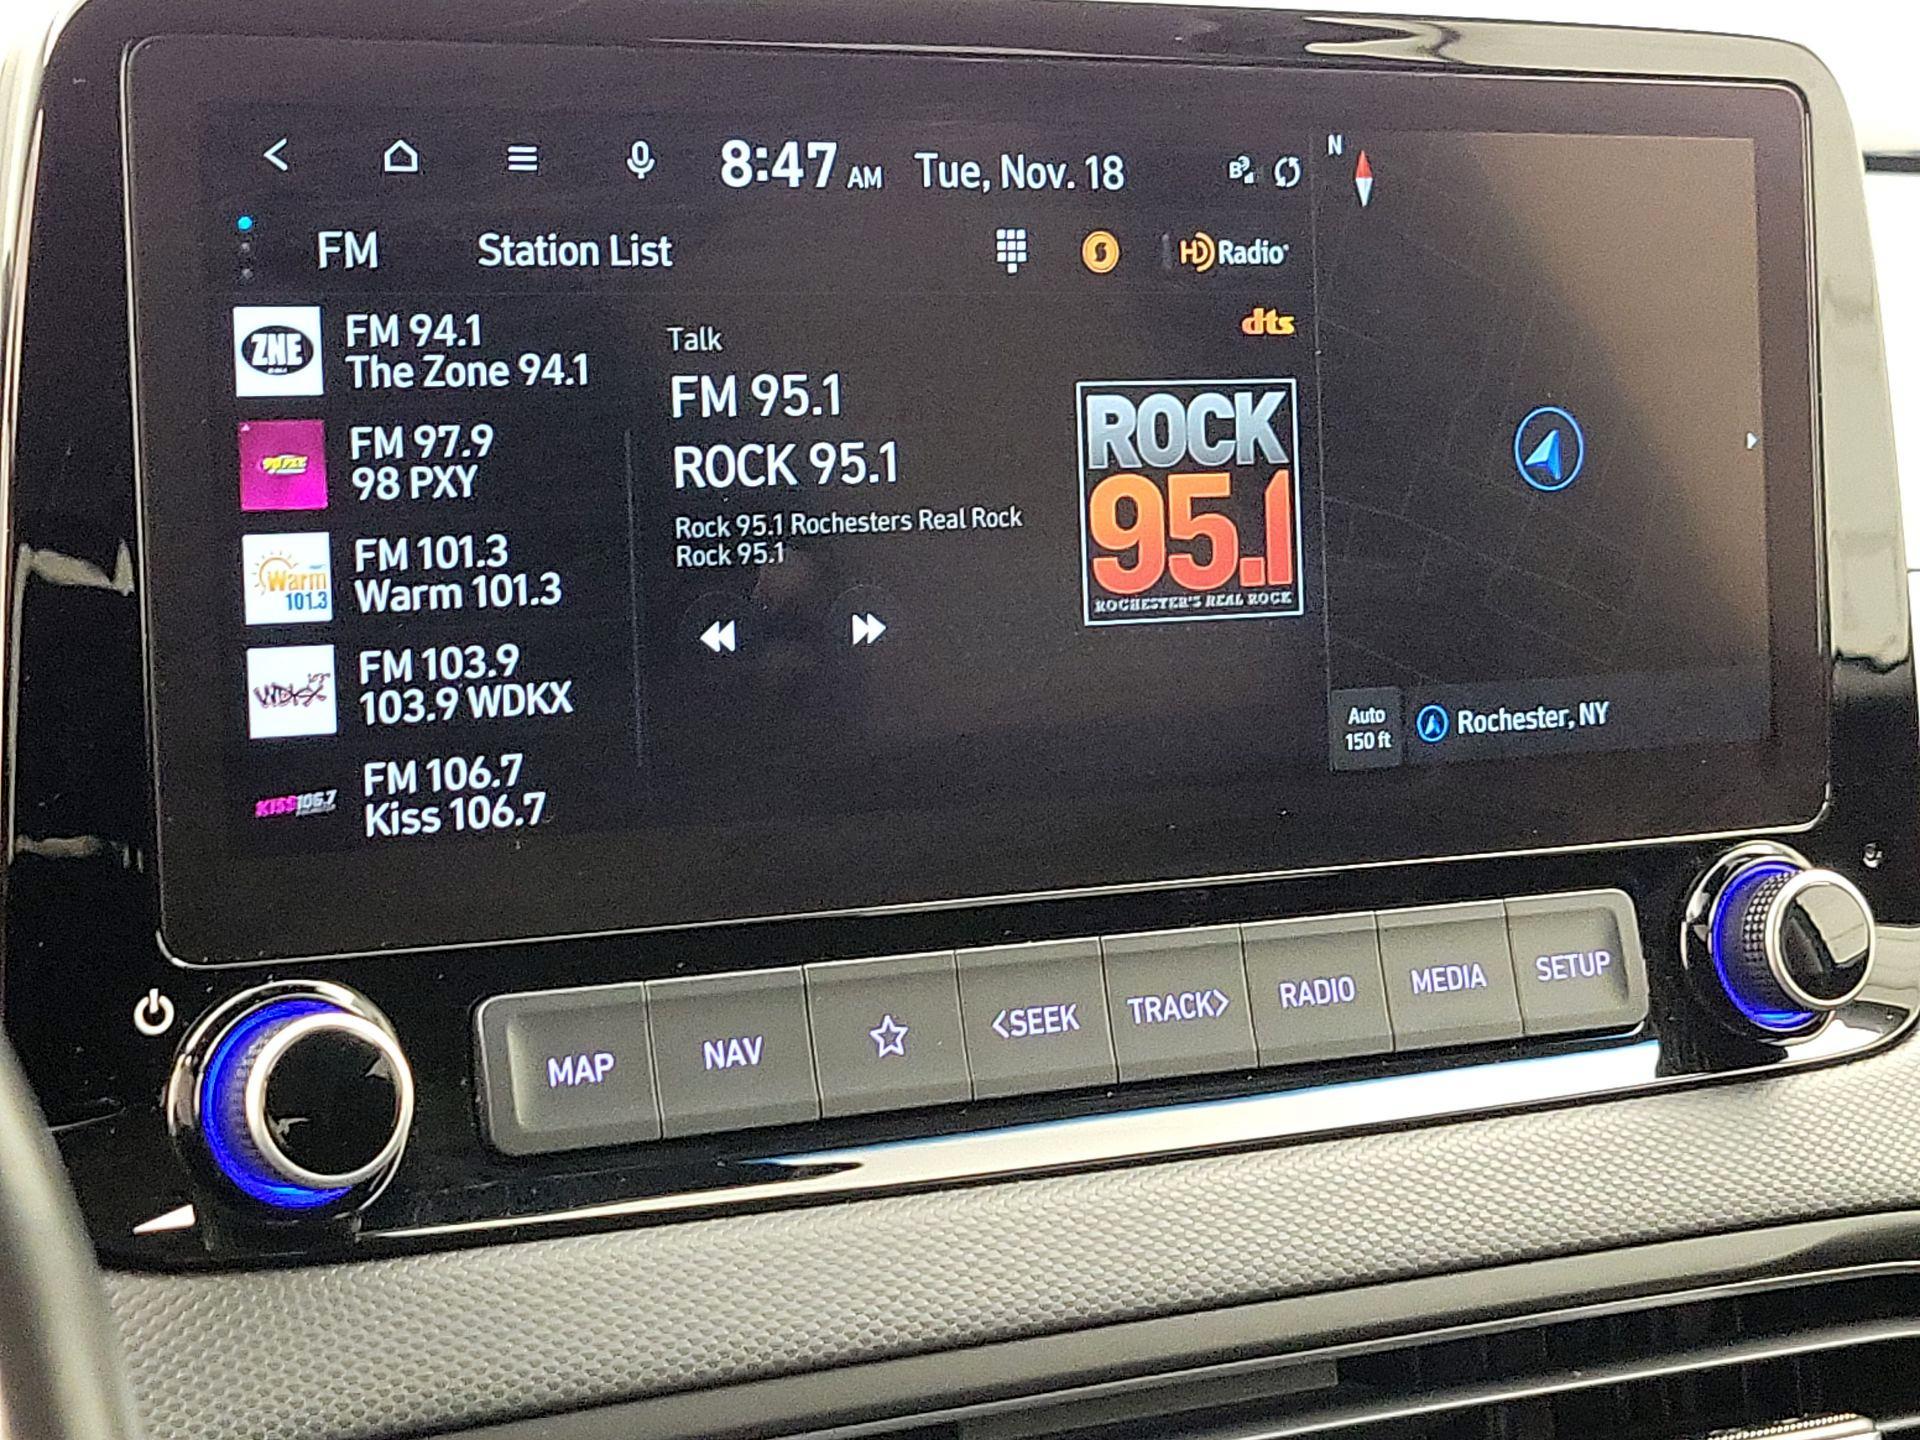 8:47 AM Tue, Nov. 18
N
FM Station List HD Radio
ZNE FM 94.1
The Zone 94.1
FM 97.9
98 PXY
Warm 101.3 FM 101.3
Warm 101.3
WDKX FM 103.9
103.9 WDKX
KISS 106.7 FM 106.7
Kiss 106.7
Talk
FM 95.1
ROCK 95.1
Rock 95.1 Rochesters Real Rock
Rock 95.1
dts
ROCK
95.1
ROCHESTER'S REAL ROCK
Auto
150 ft
Rochester, NY
MAP NAV <SEEK TRACK> RADIO MEDIA SETUP